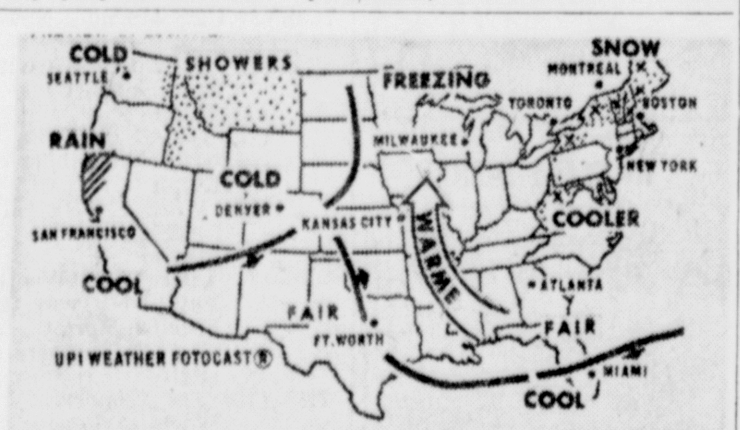 COLD
SEATTLE
SHOWERS
SNOW
MONTREAL
FREEZING
TORONTO
BOSTON
RAIN
MILWAUKEE
NEW YORK
COLD
DENVER
KANSAS CITY
COOLER
SAN FRANCISCO
WARME
COOL
ATLANTA
FAIR
FT. WORTH
FAIR
UPI WEATHER FOTOCAST®
MIAMI
COOL